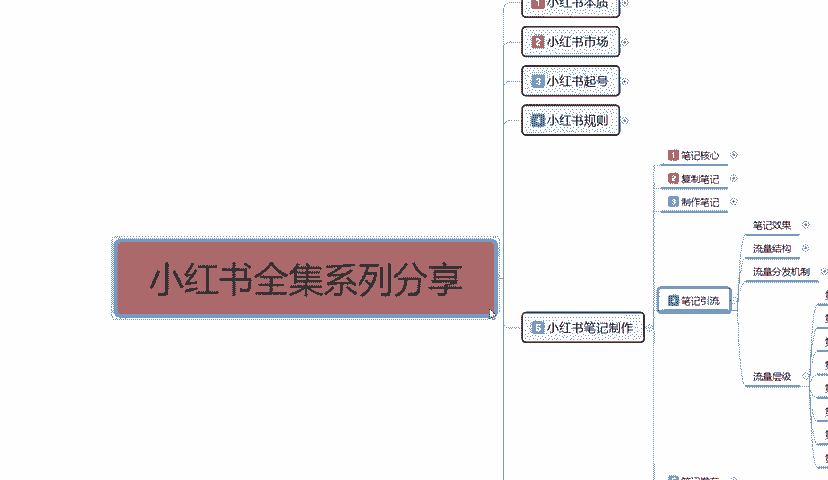 1 小红书本质
2 小红书市场
3 小红书起号
4 小红书规则
1 笔记核心
2 复制笔记
3 制作笔记
笔记效果
流量结构
流量分发机制
小红书全集系列分享
4 笔记引流
5 小红书笔记制作
流量层级